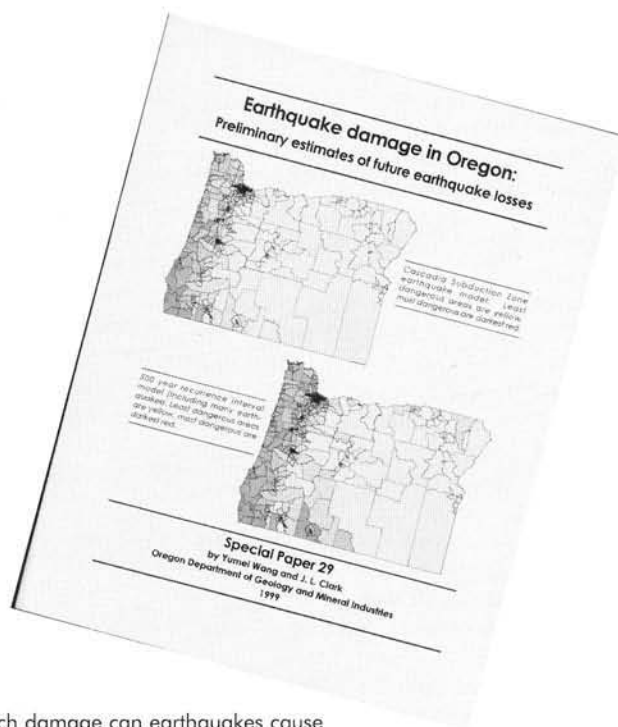 Earthquake damage in Oregon:
Preliminary estimates of future earthquake losses
Cascadia Subduction Zone
earthquake model. Least
dangerous areas are yellow,
most dangerous are darkest red.
500 year recurrence interval
model (including many earth-
quakes). Least dangerous areas
are yellow, most dangerous are
darkest red.
Special Paper 29
by Yumei Wang and J. L. Clark
Oregon Department of Geology and Mineral Industries
1999
ch damage can earthquakes cause